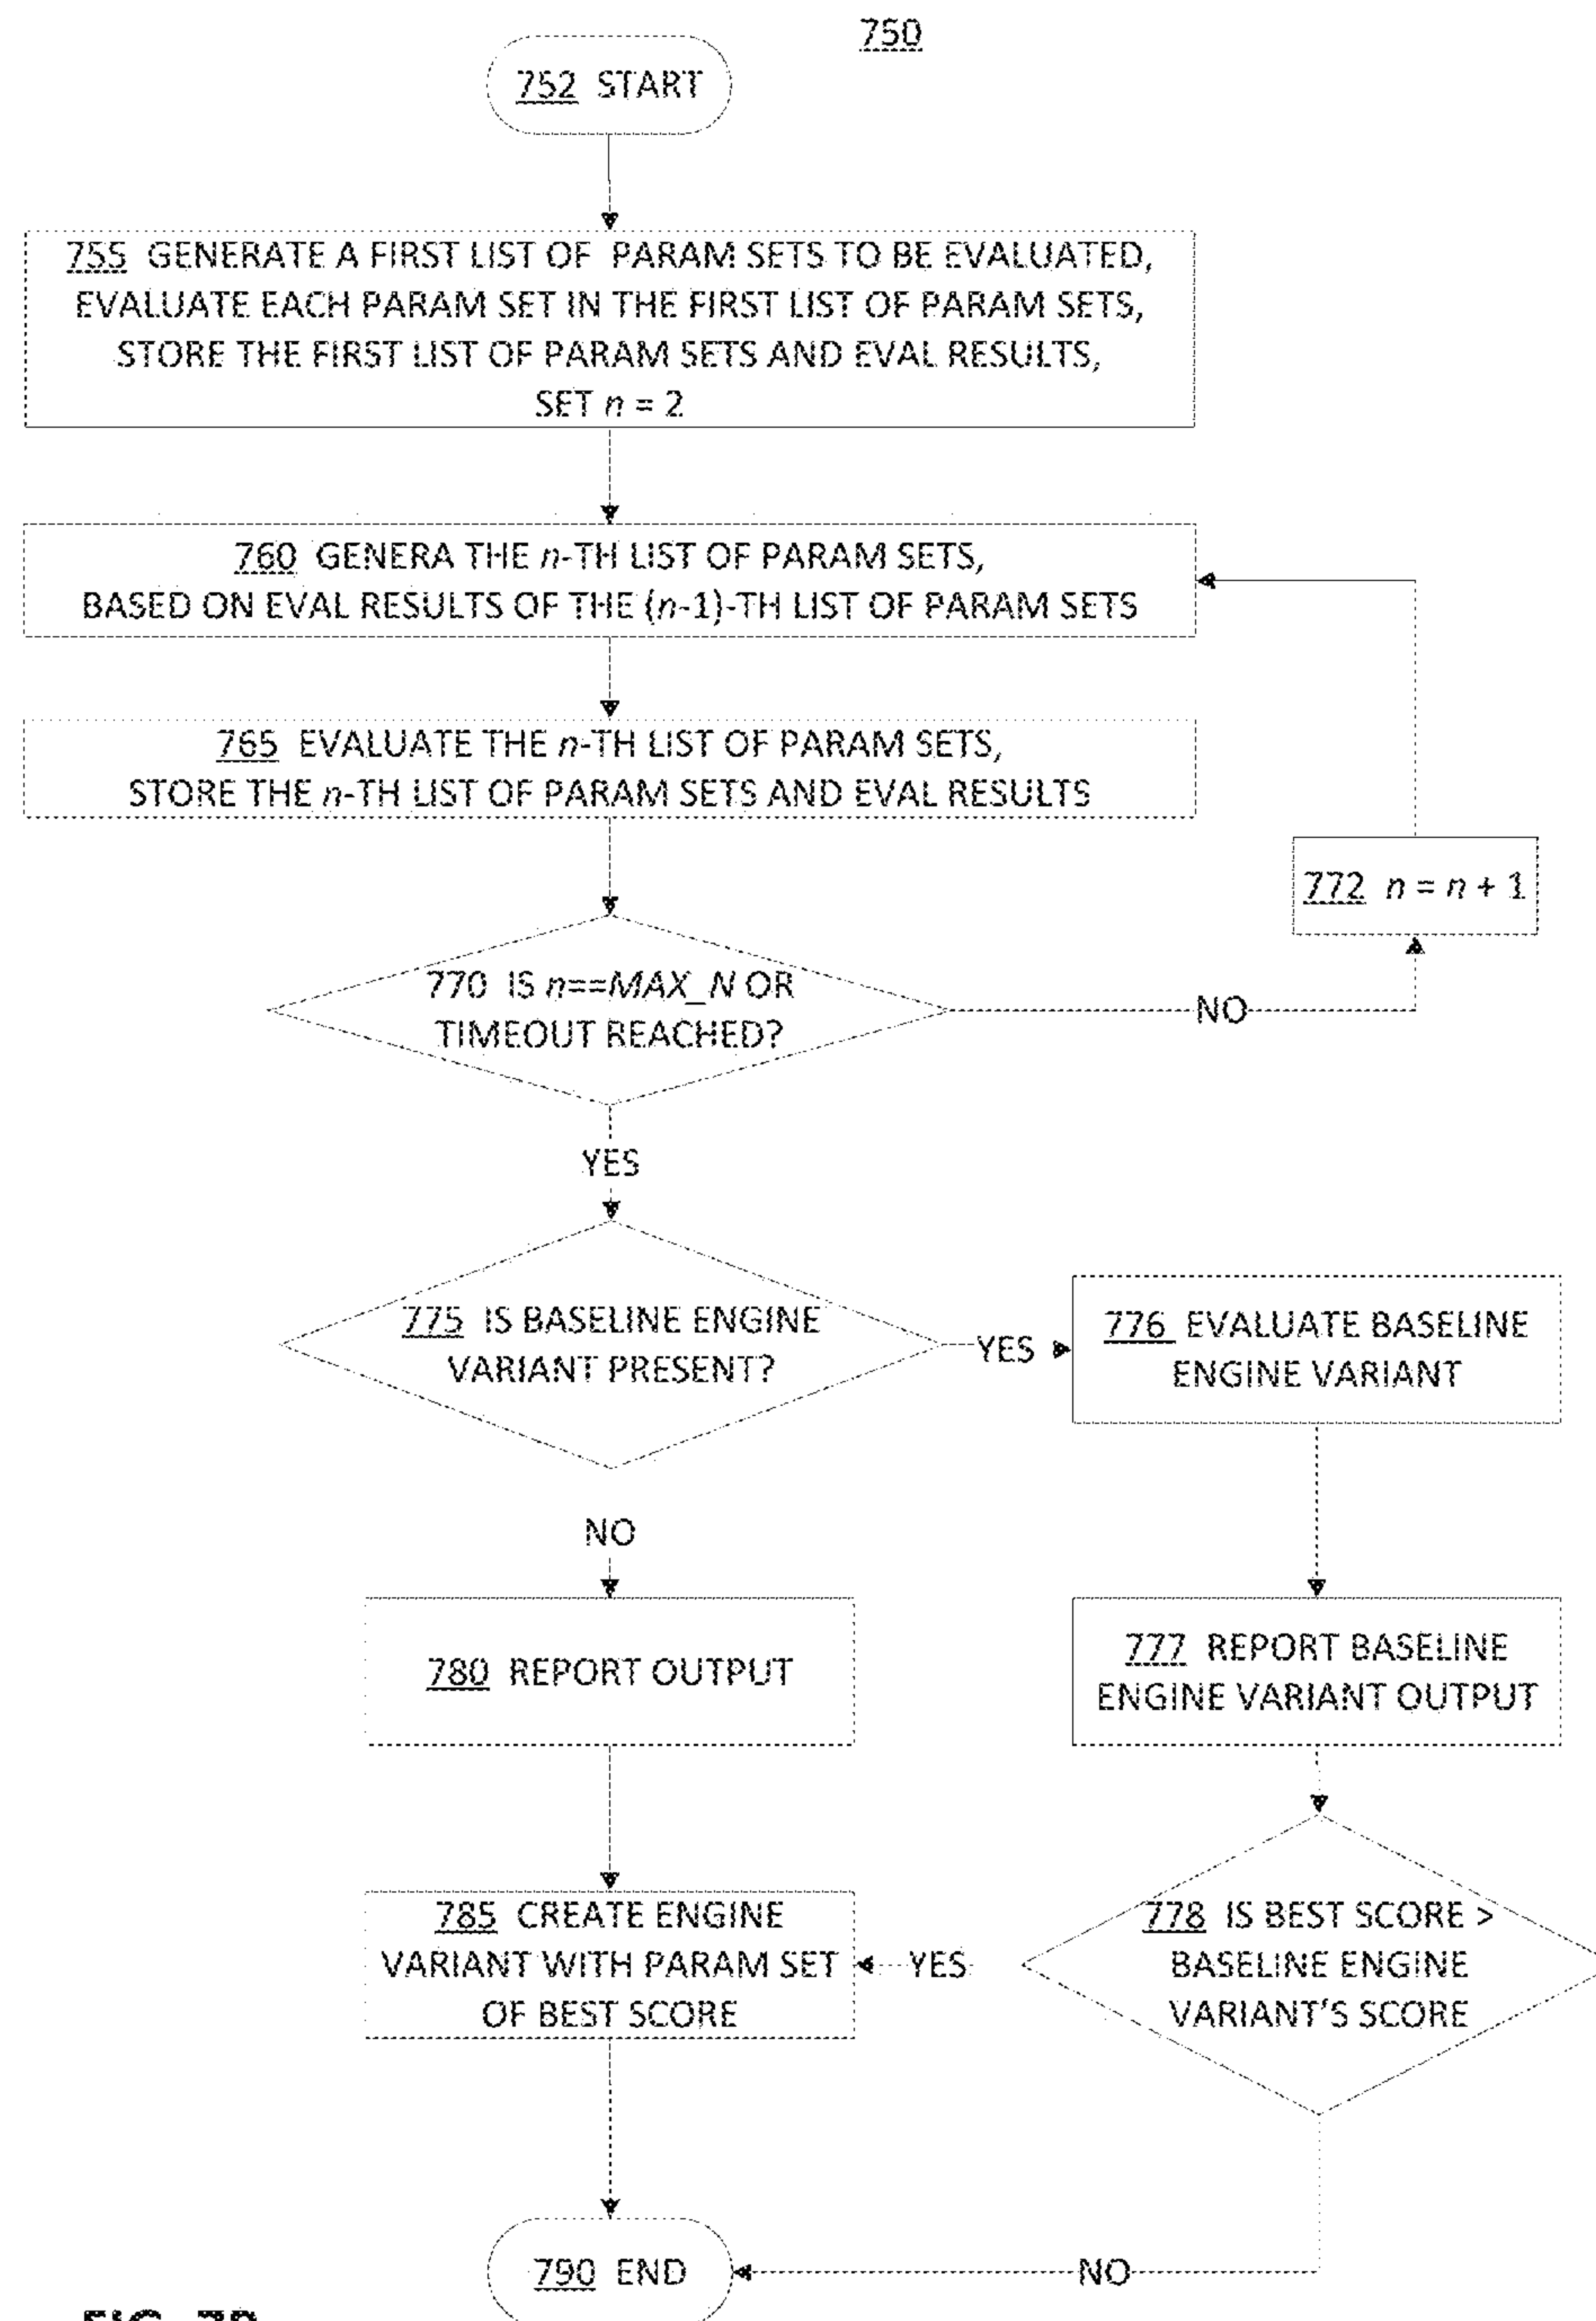 750
752 START
755 GENERATE A FIRST LIST OF PARAM SETS TO BE EVALUATED,
EVALUATE EACH PARAM SET IN THE FIRST LIST OF PARAM SETS,
STORE THE FIRST LIST OF PARAM SETS AND EVAL RESULTS,
SET n = 2
760 GENERA THE n-TH LIST OF PARAM SETS,
BASED ON EVAL RESULTS OF THE (n-1)-TH LIST OF PARAM SETS
765 EVALUATE THE n-TH LIST OF PARAM SETS,
STORE THE n-TH LIST OF PARAM SETS AND EVAL RESULTS
772 n = n + 1
770 IS n==MAX_N OR
TIMEOUT REACHED?
NO
YES
775 IS BASELINE ENGINE
VARIANT PRESENT?
YES
776 EVALUATE BASELINE
ENGINE VARIANT
NO
780 REPORT OUTPUT
777 REPORT BASELINE
ENGINE VARIANT OUTPUT
785 CREATE ENGINE
VARIANT WITH PARAM SET
OF BEST SCORE
YES
778 IS BEST SCORE >
BASELINE ENGINE
VARIANT'S SCORE
790 END
NO